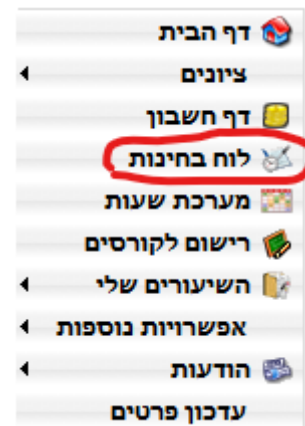 דף הבית
ציונים
דף חשבון
לוח בחינות
מערכת שעות
רישום לקורסים
השיעורים שלי
אפשרויות נוספות
הודעות
עדכון פרטים